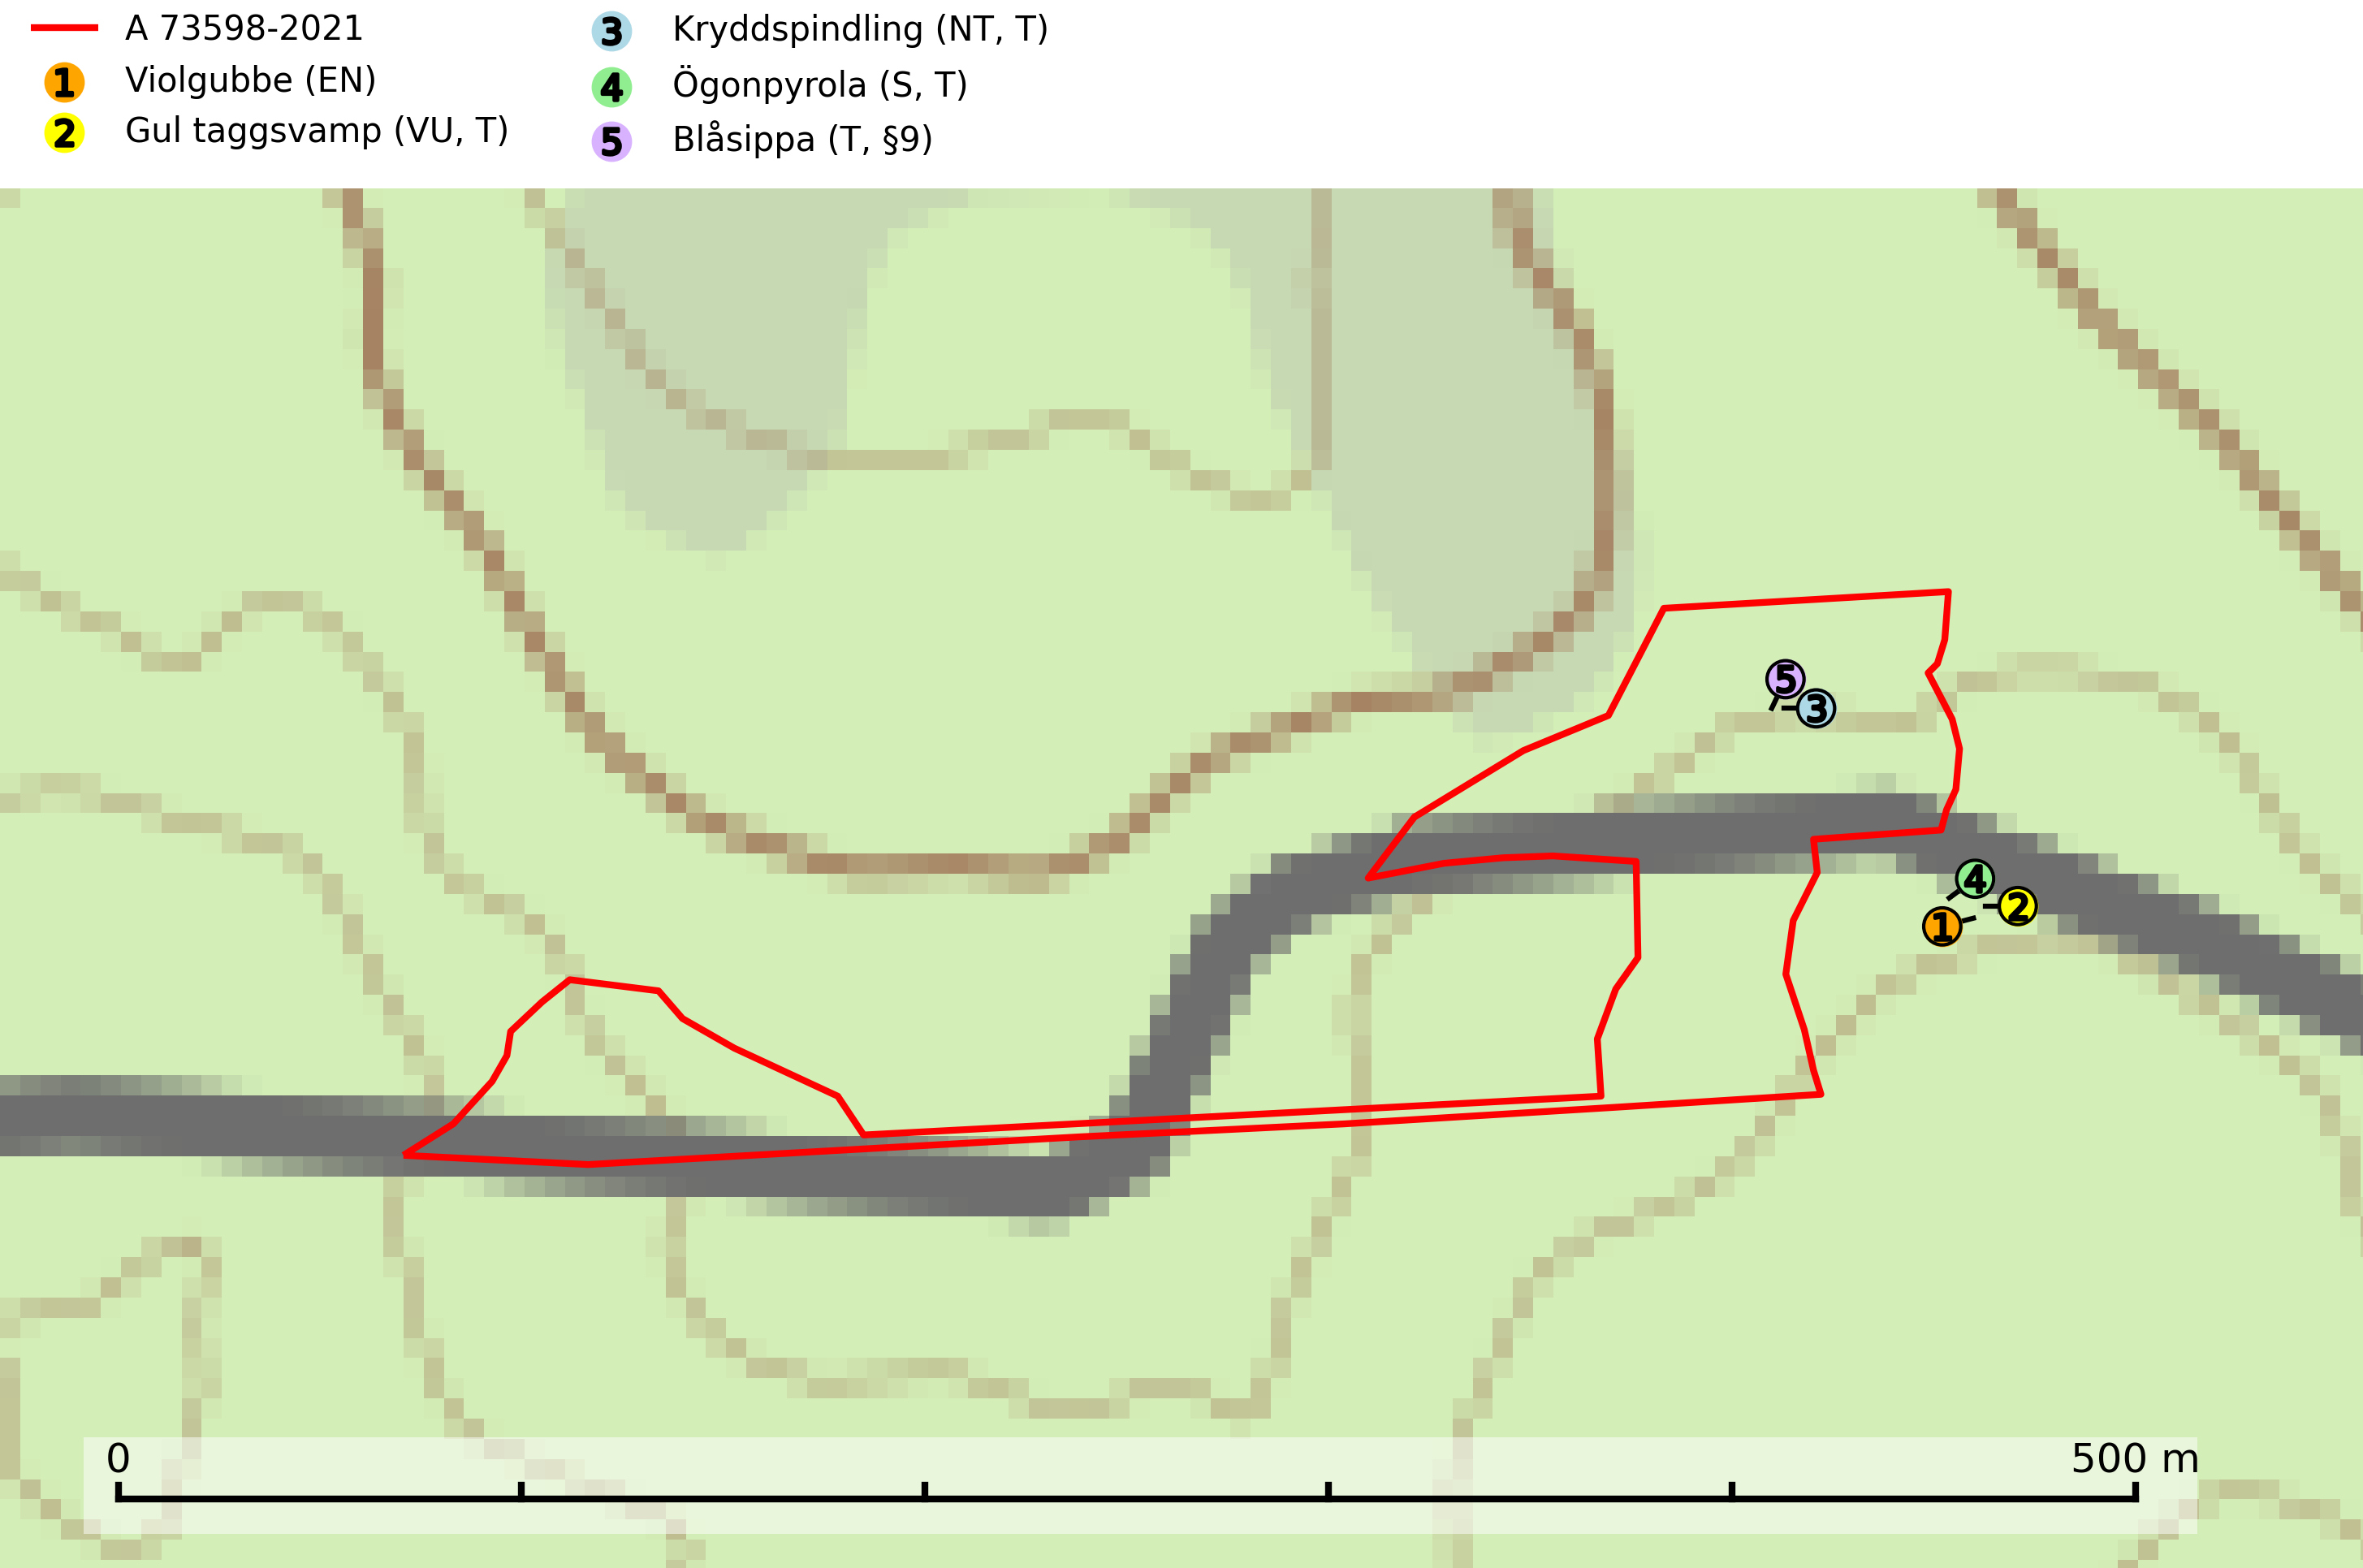 A 73598-2021
1 Violgubbe (EN)
2 Gul taggsvamp (VU, T)
3 Kryddspindling (NT, T)
4 Ögonpyrola (S, T)
5 Blåsippa (T, §9)
5
3
4
2
1
0
500 m